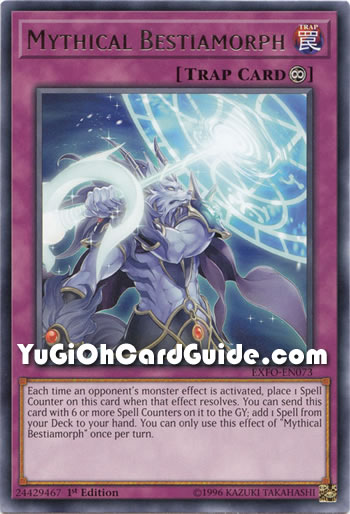 MYTHICAL BESTIAMORPH
TRAP
罠
[TRAP CARD ]
YuGiOhCardGuide.com
EXFO-EN073
Each time an opponent's monster effect is activated, place 1 Spell
Counter on this card when that effect resolves. You can send this
card with 6 or more Spell Counters on it to the GY; add 1 Spell from
your Deck to your hand. You can only use this effect of "Mythical
Bestiamorph" once per turn.
24429467 1st Edition
©1996 KAZUKI TAKAHASHI